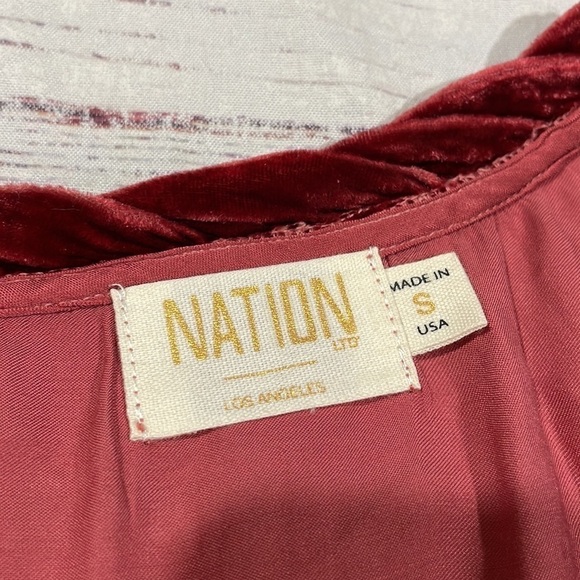 NATION
LTD
LOS ANGELES
MADE IN
S
USA